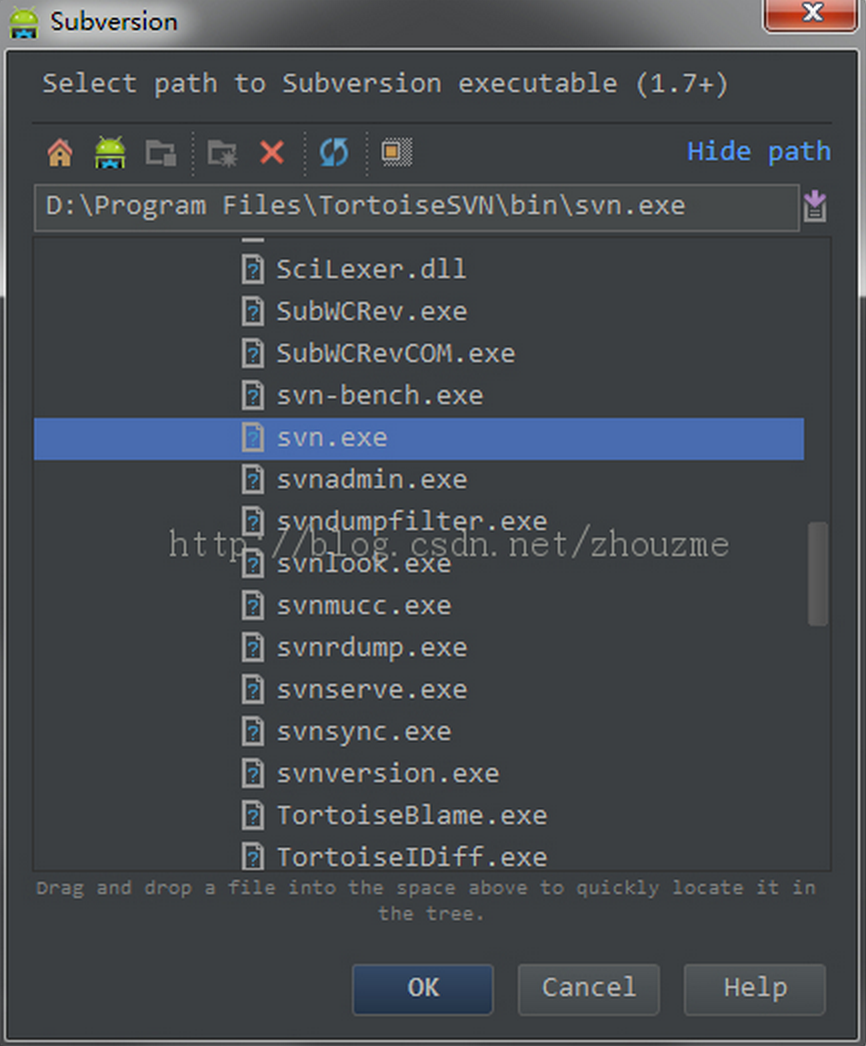 Subversion
Select path to Subversion executable (1.7+)
Hide path
D:\Program Files\TortoiseSVN\bin\svn.exe
SciLexer.dll
SubWCRev.exe
SubWCRevCOM.exe
svn-bench.exe
svn.exe
svnadmin.exe
svndumpfilter.exe
http://blog.csdn.net/zhouzme
svnlook.exe
svnmucc.exe
svnrdump.exe
svnserve.exe
svnsync.exe
svnversion.exe
TortoiseBlame.exe
TortoiseIDiff.exe
Drag and drop a file into the space above to quickly locate it in
the tree.
OK
Cancel
Help